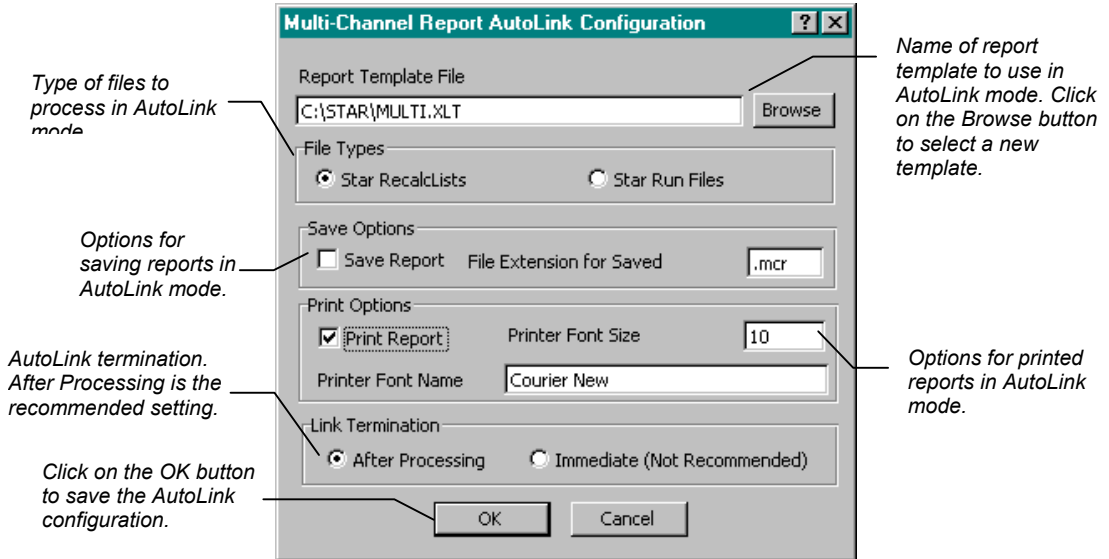 Multi-Channel Report AutoLink Configuration
Report Template File
C:\STAR\MULTI.XLT
Browse
File Types
Star RecalcLists
Star Run Files
Save Options
Save Report
File Extension for Saved
.mcr
Print Options
Print Report
Printer Font Size
10
Printer Font Name
Courier New
Link Termination
After Processing
Immediate (Not Recommended)
OK
Cancel
Type of files to
process in AutoLink
mode
Options for
saving reports in
AutoLink mode.
AutoLink termination.
After Processing is the
recommended setting.
Click on the OK button
to save the AutoLink
configuration.
Name of report
template to use in
AutoLink mode. Click
on the Browse button
to select a new
template.
Options for printed
reports in AutoLink
mode.